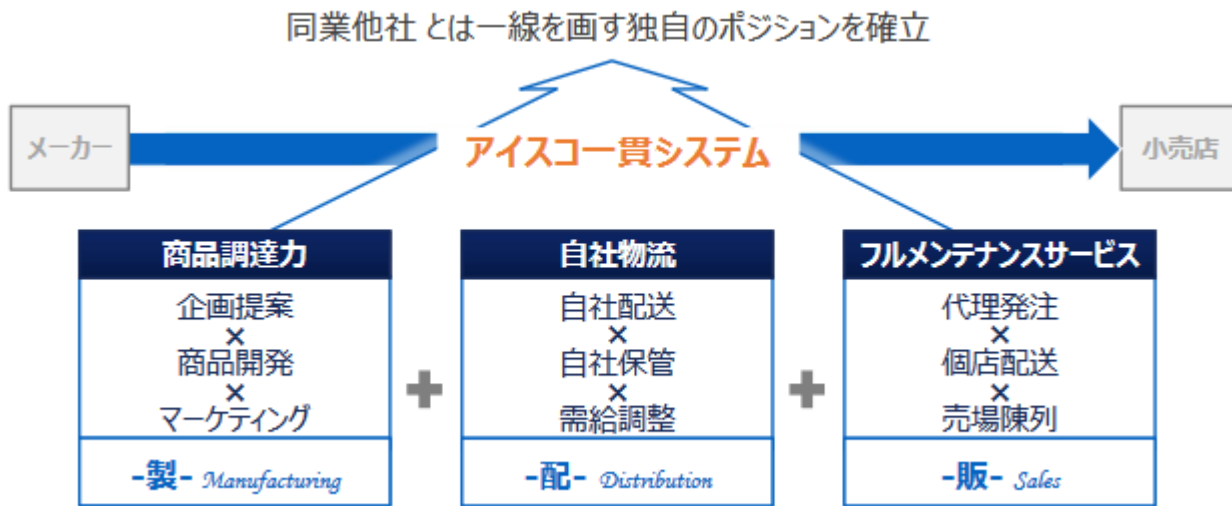 同業他社 とは一線を画す独自のポジションを確立
メーカー
アイスコ一貫システム
小売店
商品調達力
企画提案
×
商品開発
×
マーケティング
-製- Manufacturing
+
自社物流
自社配送
×
自社保管
×
需給調整
-配- Distribution
+
フルメンテナンスサービス
代理発注
×
個店配送
×
売場陳列
-販- Sales